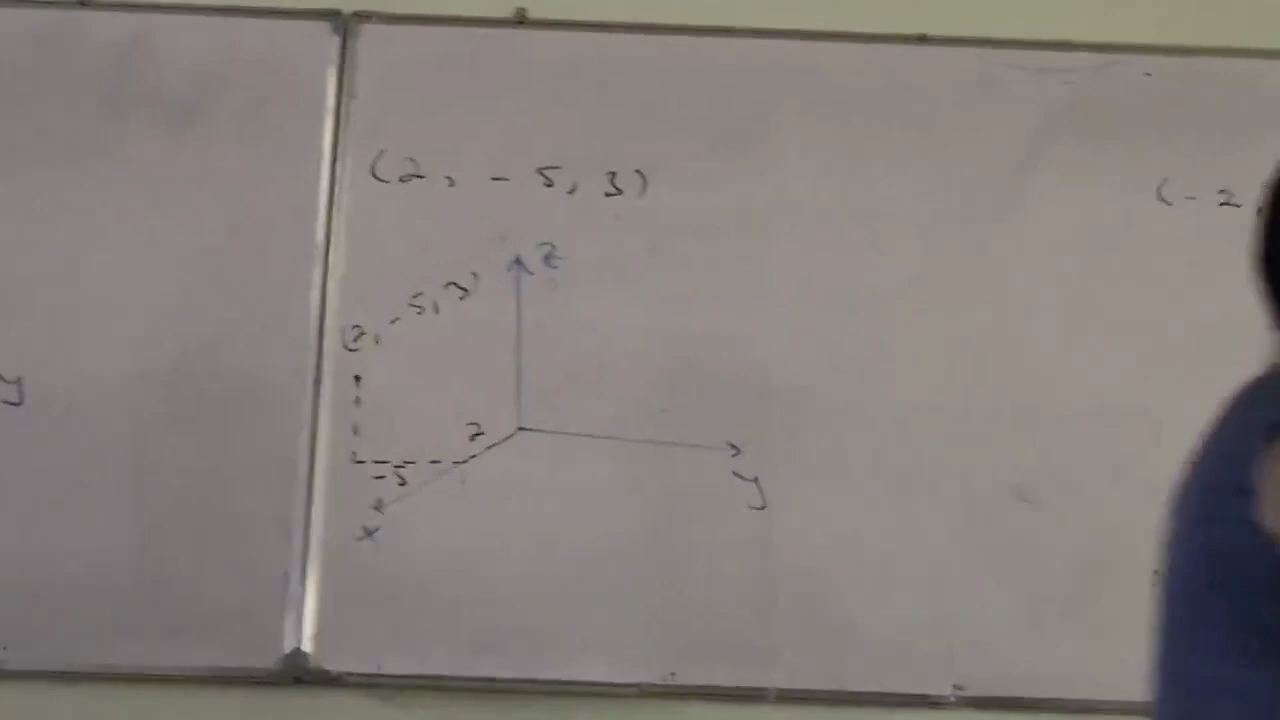 (2, -5, 3)
(-2,
z
(2, -5, 3)
y
2
-5
y
x